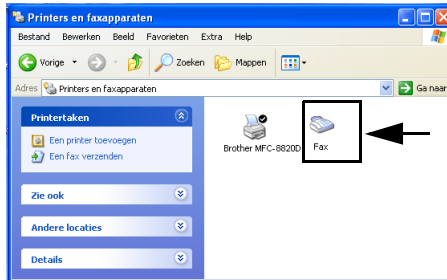 Printers en faxapparaten
Bestand Bewerken Beeld Favorieten Extra Help
Vorige Zoeken Mappen
Adres Printers en faxapparaten Ga naar
Printertaken
Een printer toevoegen
Een fax verzenden
Zie ook
Andere locaties
Details
Brother MFC-8820D
Fax